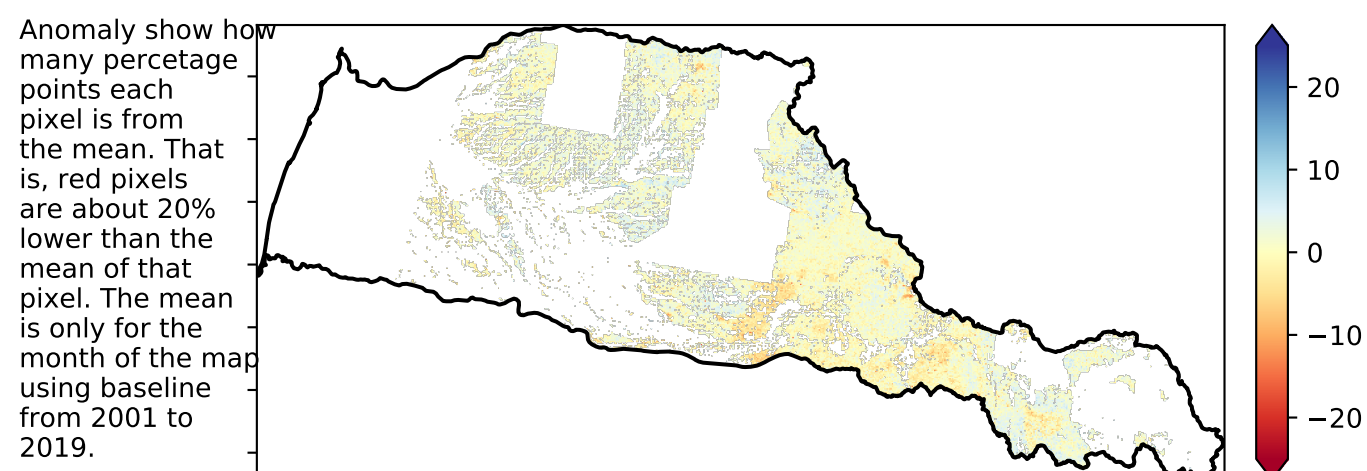 Anomaly show how
many percetage
points each
pixel is from
the mean. That
is, red pixels
are about 20%
lower than the
mean of that
pixel. The mean
is only for the
month of the map
using baseline
from 2001 to
2019.
20
10
0
−10
−20